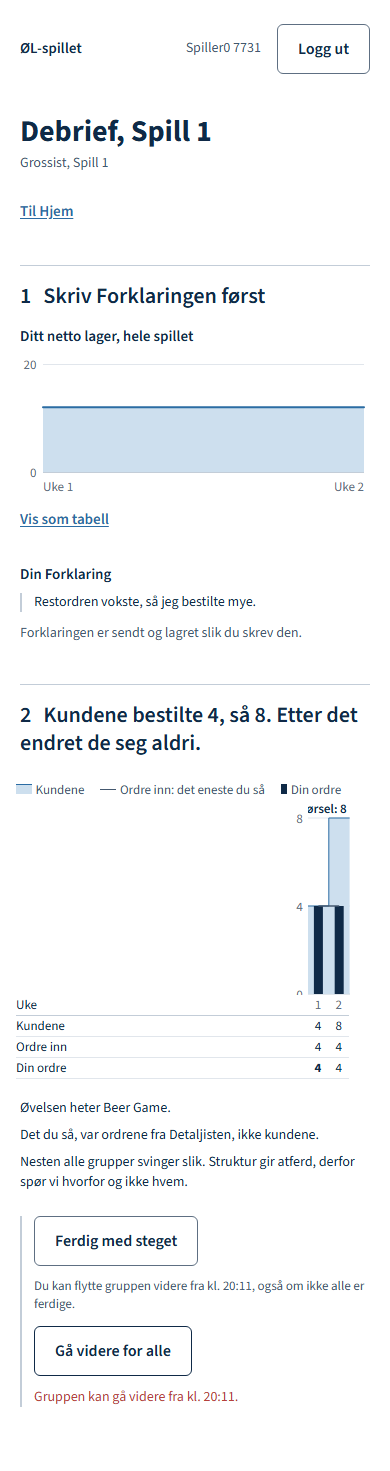 ØL-spillet
Spiller0 7731
Logg ut
Debrief, Spill 1
Grossist, Spill 1
Til Hjem
1 Skriv Forklaringen først
Ditt netto lager, hele spillet
20
0
Uke 1 Uke 2
Vis som tabell
Din Forklaring
Restordren vokste, så jeg bestilte mye.
Forklaringen er sendt og lagret slik du skrev den.
2 Kundene bestilte 4, så 8. Etter det
endret de seg aldri.
Kundene Ordre inn: det eneste du så Din ordre
ørsel: 8
8
4
0
Uke 1 2
Kundene 4 8
Ordre inn 4 4
Din ordre 4 4
Øvelsen heter Beer Game.
Det du så, var ordrene fra Detaljisten, ikke kundene.
Nesten alle grupper svinger slik. Struktur gir atferd, derfor
spør vi hvorfor og ikke hvem.
Ferdig med steget
Du kan flytte gruppen videre fra kl. 20:11, også om ikke alle er
ferdige.
Gå videre for alle
Gruppen kan gå videre fra kl. 20:11.